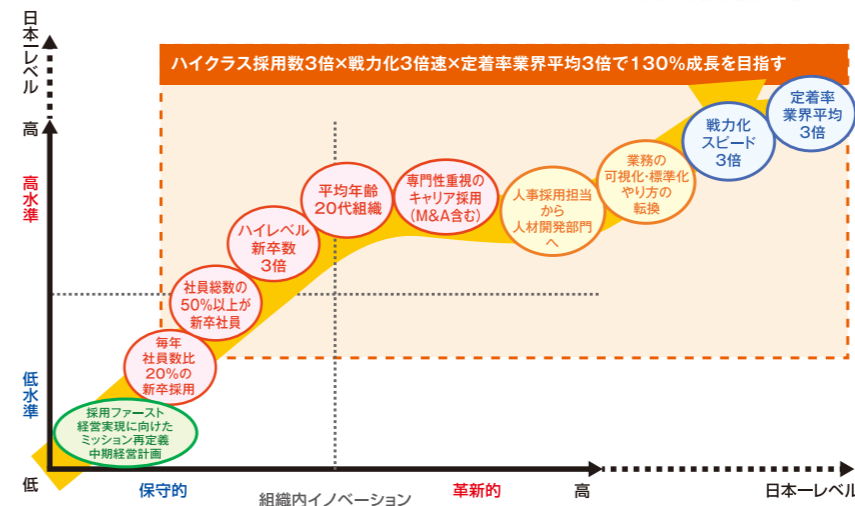 日本一レベル
高
高水準
低水準
低
ハイクラス採用数3倍×戦力化3倍速×定着率業界平均3倍で130%成長を目指す
定着率
業界平均
3倍
戦力化
スピード
3倍
業務の
可視化・標準化
やり方の
転換
人事採用担当
から
人材開発部門
へ
専門性重視の
キャリア採用
(M&A含む)
平均年齢
20代組織
ハイレベル
新卒数
3倍
社員総数の
50%以上が
新卒社員
毎年
社員数比
20%の
新卒採用
採用ファースト
経営実現に向けた
ミッション再定義
中期経営計画
保守的
組織内イノベーション
革新的
高
日本一レベル